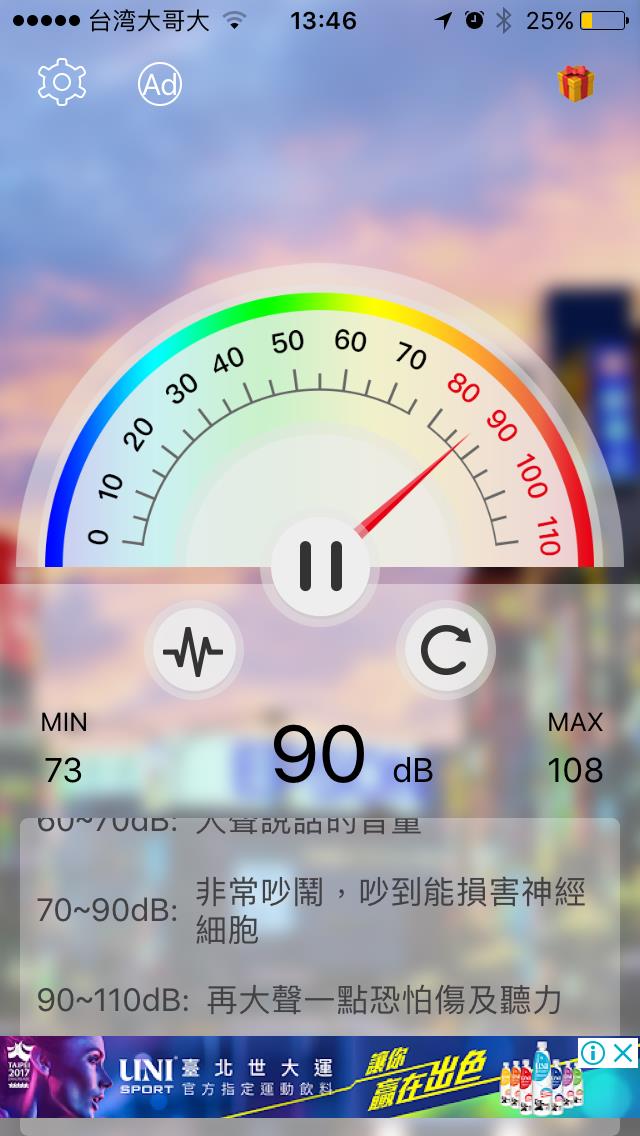 台湾大哥大
13:46
25%
Ad
0
10
20
30
40
50
60
70
80
90
100
110
MIN
73
90 dB
MAX
108
60~70dB: 人聲說話的音量
70~90dB: 非常吵鬧，吵到能損害神經
細胞
90~110dB: 再大聲一點恐怕傷及聽力
TAIPEI
2017
UNI
SPORT
臺北世大運
官方指定運動飲料
讓你
贏在出色